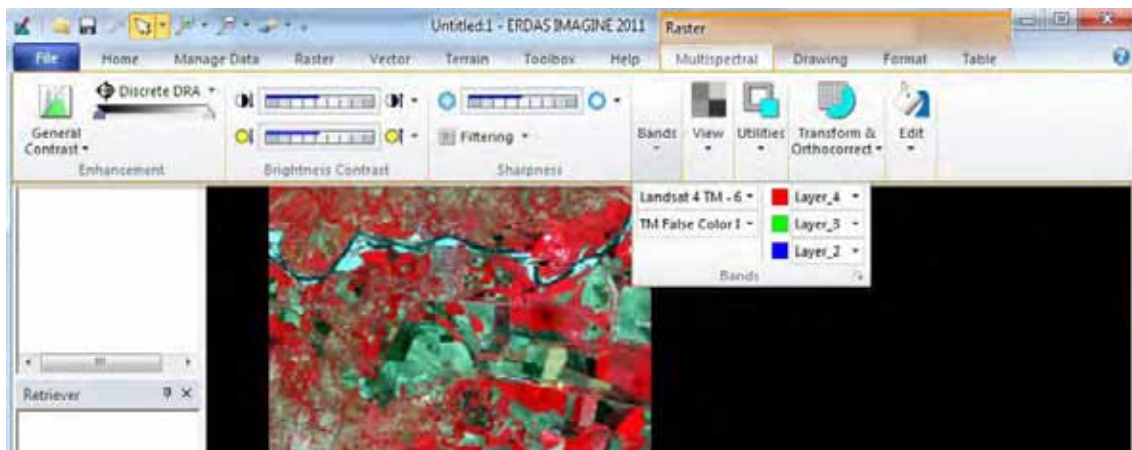 Untitled:1 - ERDAS IMAGINE 2011
Raster
File Home Manage Data Raster Vector Terrain Toolbox Help Multispectral Drawing Format Table
Discrete DRA
General Contrast
Filtering
Bands View Utilities Transform & Orthocorrect Edit
Enhancement Brightness Contrast Sharpness
Landsat 4 TM - 6 Layer_4
TM False Color I Layer_3
Layer_2
Bands
Retriever